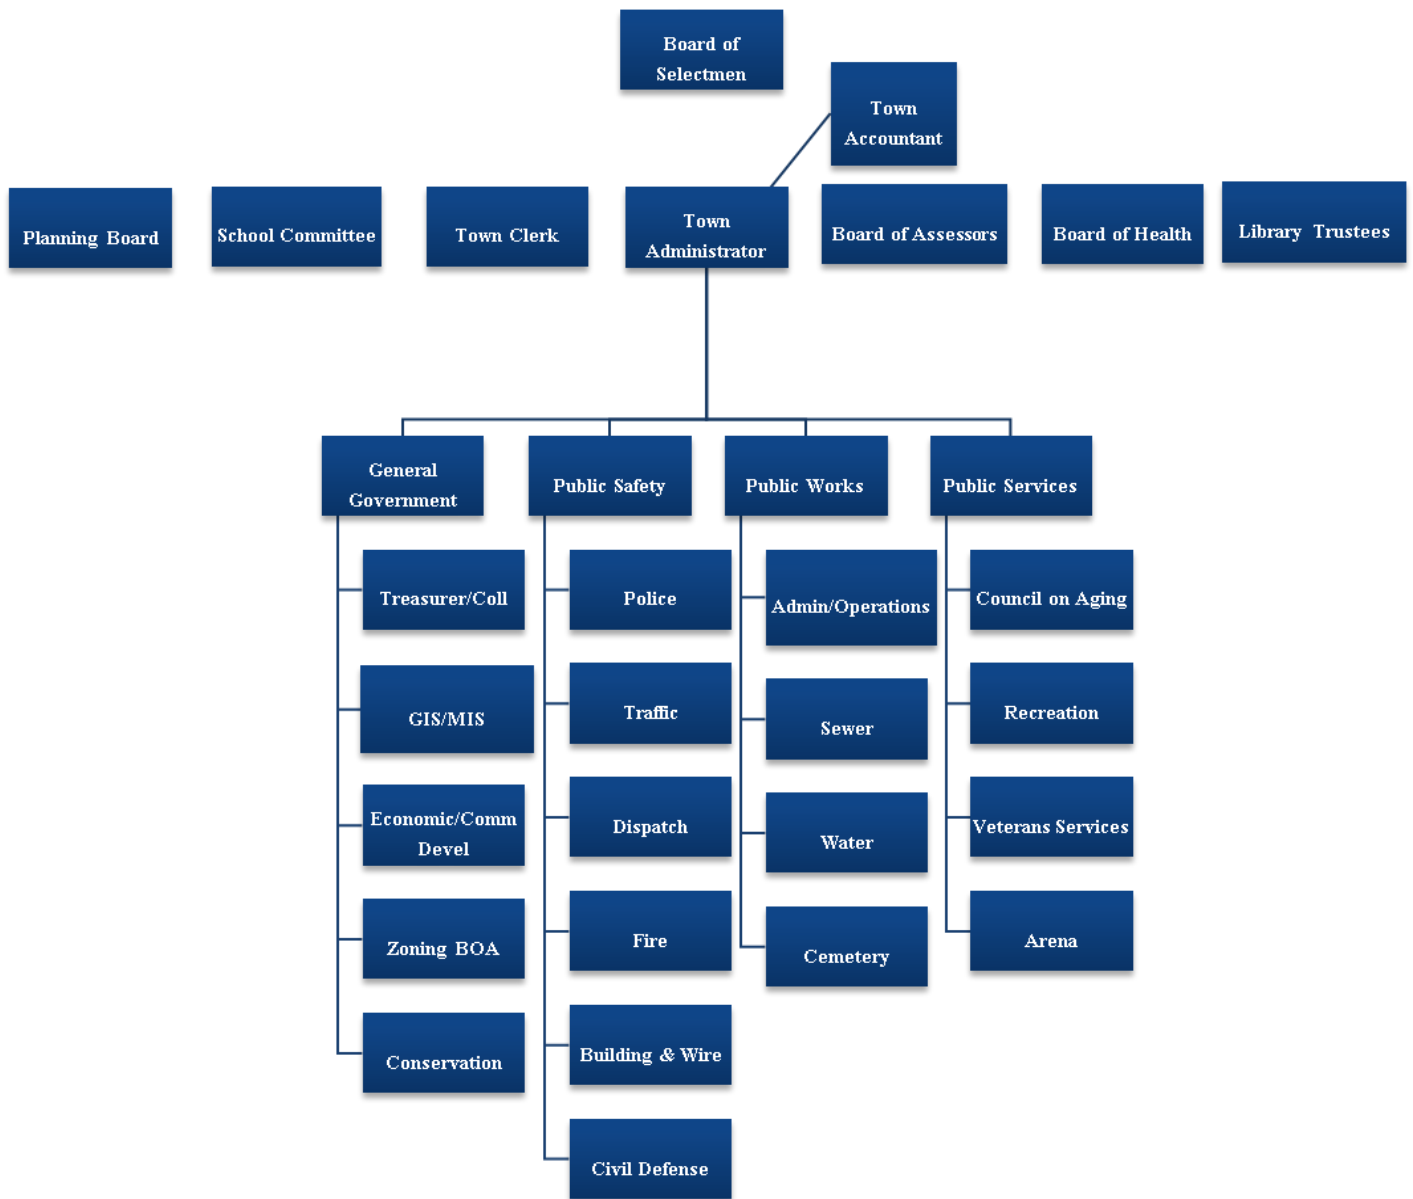 Board of
Selectmen
Town
Accountant
Planning Board
School Committee
Town Clerk
Town
Administrator
Board of Assessors
Board of Health
Library Trustees
General
Government
Public Safety
Public Works
Public Services
Treasurer/Coll
GIS/MIS
Economic/Comm
Devel
Zoning BOA
Conservation
Police
Traffic
Dispatch
Fire
Building & Wire
Civil Defense
Admin/Operations
Sewer
Water
Cemetery
Council on Aging
Recreation
Veterans Services
Arena